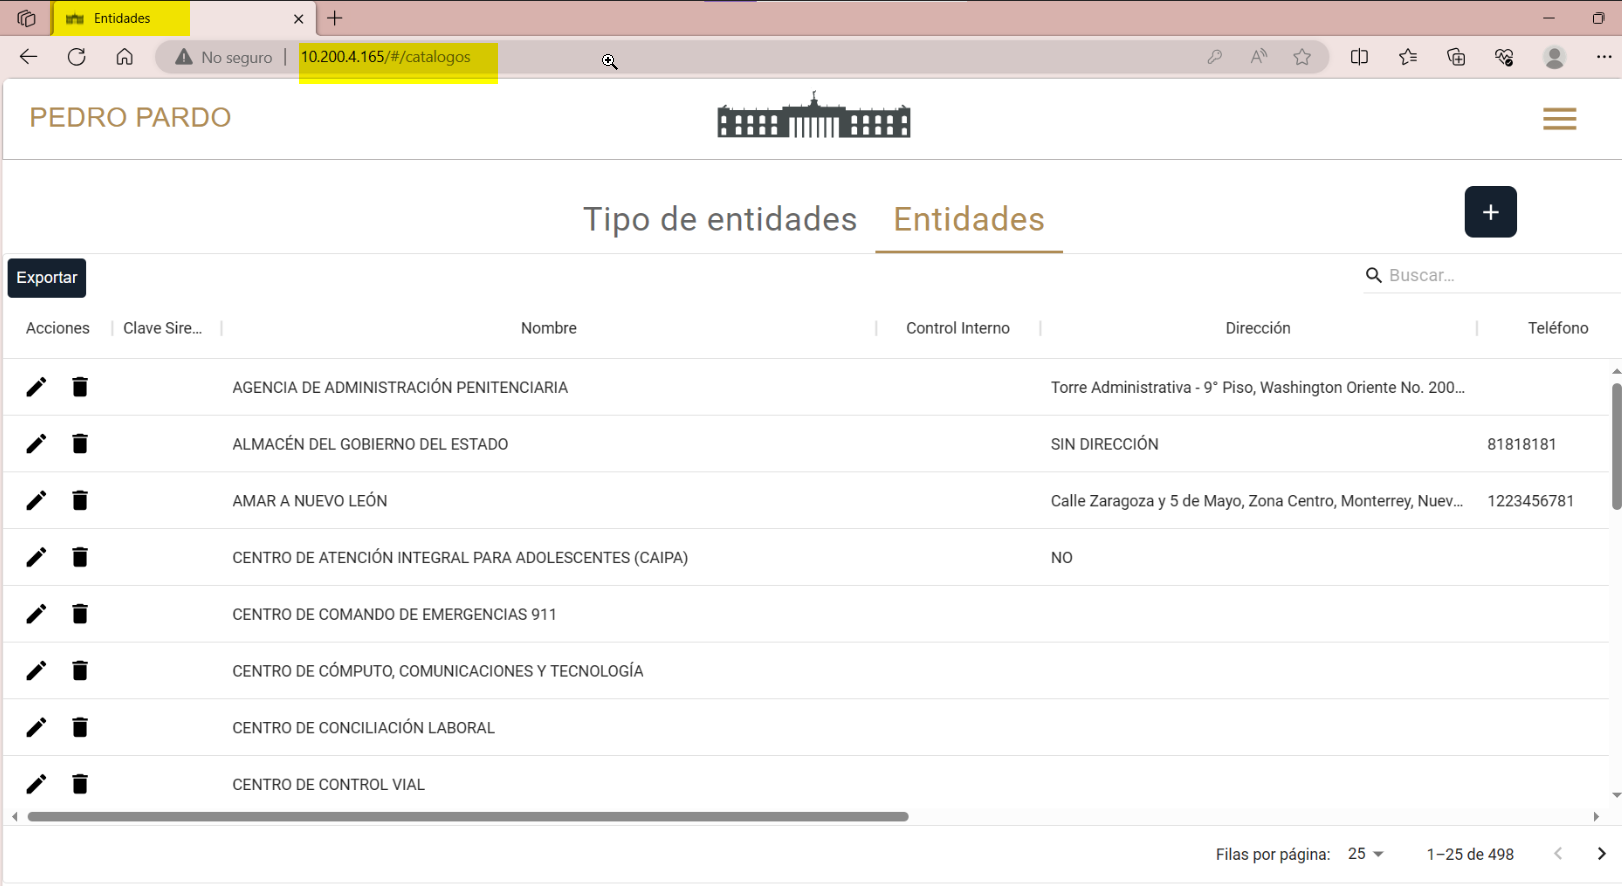 Entidades
No seguro
10.200.4.165/#/catalogos
PEDRO PARDO
Tipo de entidades
Entidades
+
Exportar
Buscar...
Acciones
Clave Sire...
Nombre
Control Interno
Dirección
Teléfono
AGENCIA DE ADMINISTRACIÓN PENITENCIARIA
Torre Administrativa - 9° Piso, Washington Oriente No. 200...
ALMACÉN DEL GOBIERNO DEL ESTADO
SIN DIRECCIÓN
81818181
AMAR A NUEVO LEÓN
Calle Zaragoza y 5 de Mayo, Zona Centro, Monterrey, Nuev...
1223456781
CENTRO DE ATENCIÓN INTEGRAL PARA ADOLESCENTES (CAIPA)
NO
CENTRO DE COMANDO DE EMERGENCIAS 911
CENTRO DE CÓMPUTO, COMUNICACIONES Y TECNOLOGÍA
CENTRO DE CONCILIACIÓN LABORAL
CENTRO DE CONTROL VIAL
Filas por página:
25
1–25 de 498